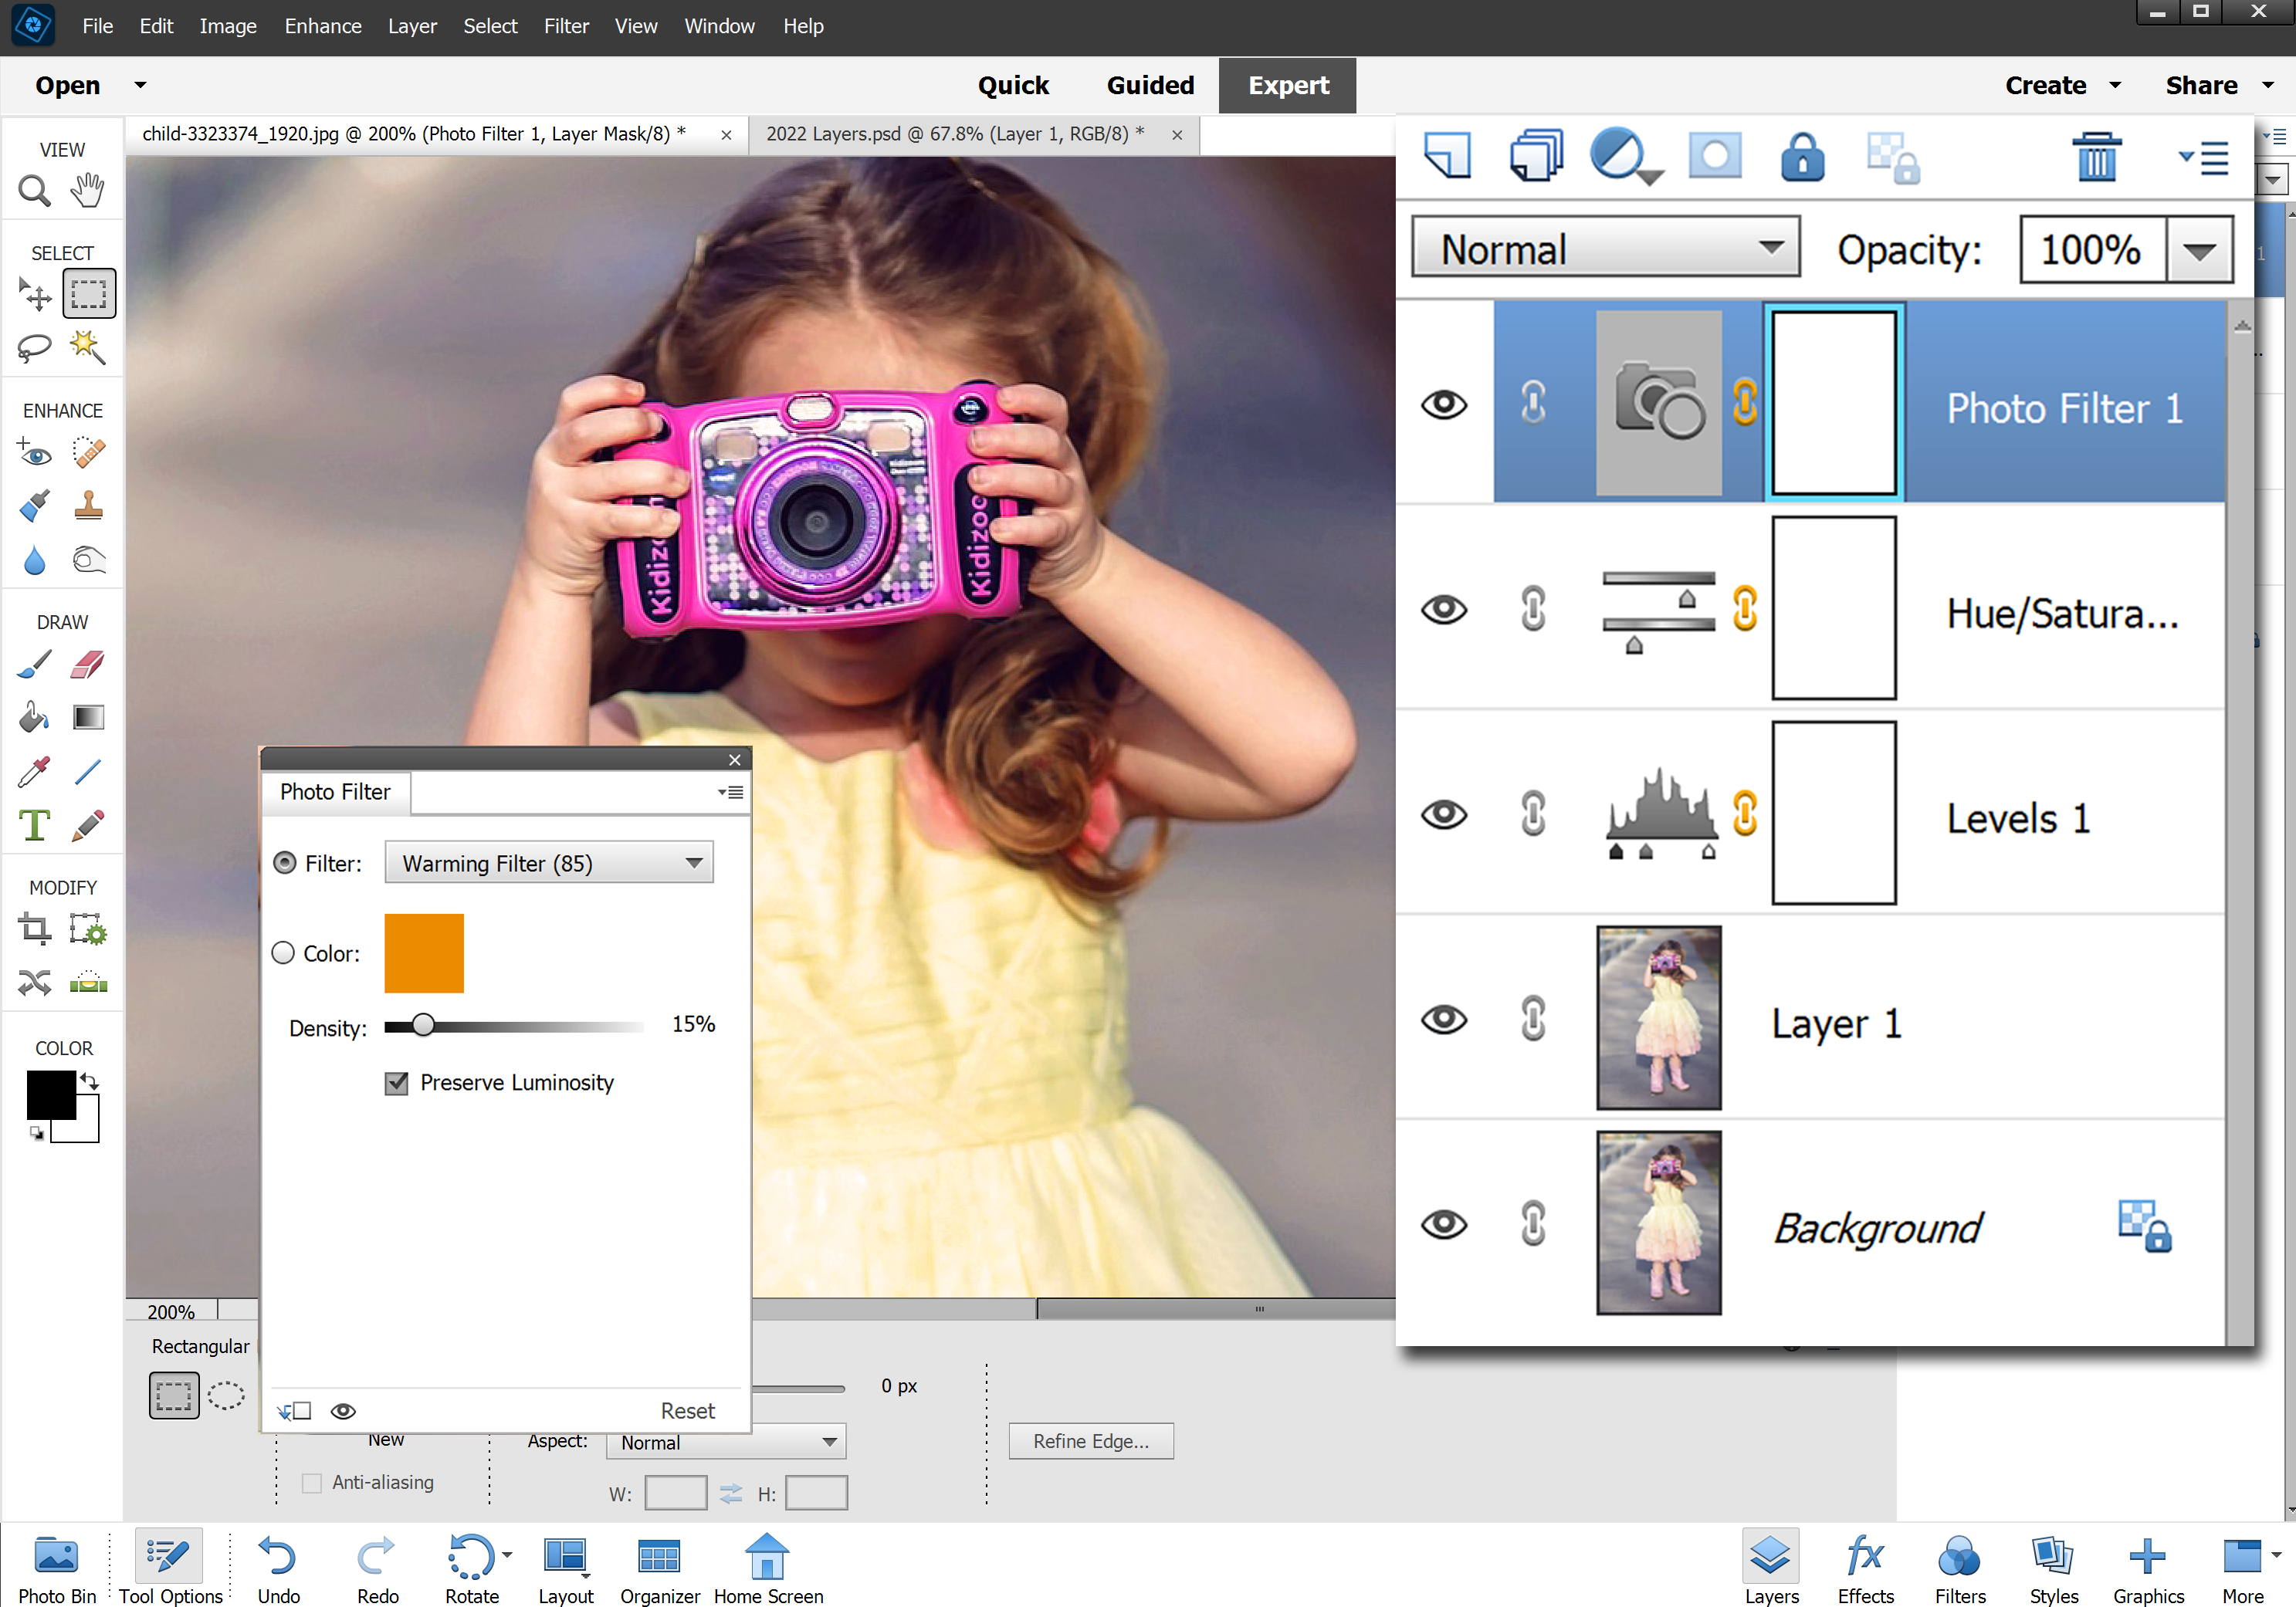 File Edit Image Enhance Layer Select Filter View Window Help
Open Quick Guided Expert Create Share
child-3323374_1920.jpg @ 200% (Photo Filter 1, Layer Mask/8) *
2022 Layers.psd @ 67.8% (Layer 1, RGB/8) *
VIEW
SELECT
ENHANCE
DRAW
MODIFY
COLOR
Kidizoom
Kidizoo
Photo Filter
Filter: Warming Filter (85)
Color:
Density: 15%
Preserve Luminosity
Reset
Normal Opacity: 100%
Photo Filter 1
Hue/Satura...
Levels 1
Layer 1
Background
1
200%
Rectangular
0 px
New
Aspect: Normal
Refine Edge...
Anti-aliasing
W: H:
Photo Bin Tool Options Undo Redo Rotate Layout Organizer Home Screen Layers Effects Filters Styles Graphics More